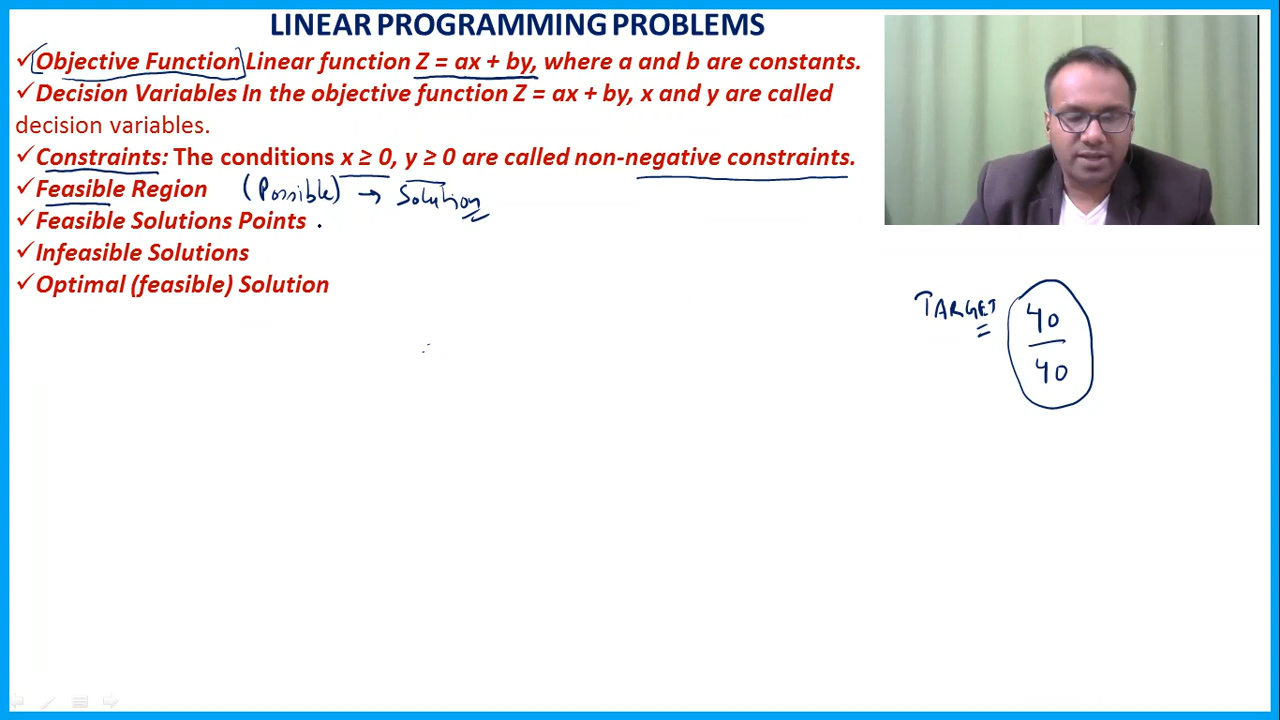 LINEAR PROGRAMMING PROBLEMS
✓Objective Function Linear function Z = ax + by, where a and b are constants.
✓Decision Variables In the objective function Z = ax + by, x and y are called
decision variables.
✓Constraints: The conditions x ≥ 0, y ≥ 0 are called non-negative constraints.
✓Feasible Region (Possible) → Solution
✓Feasible Solutions Points
✓Infeasible Solutions
✓Optimal (feasible) Solution
TARGET 40
40